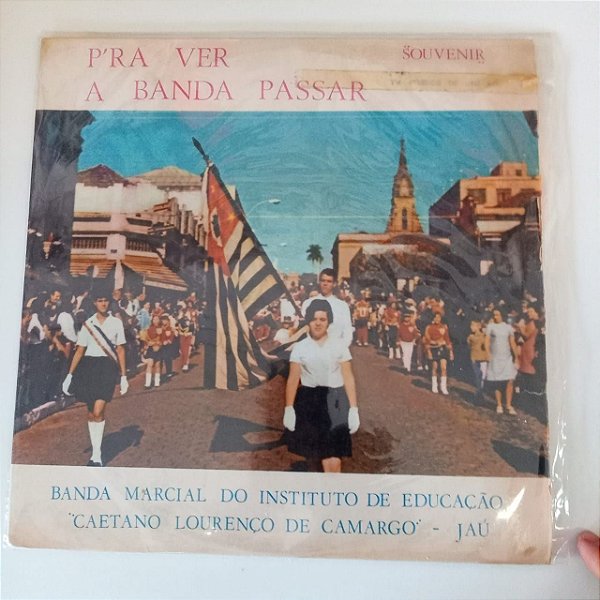 P'RA VER
A BANDA PASSAR
SOUVENIR
BANDA MARCIAL DO INSTITUTO DE EDUCAÇÃO
"CAETANO LOURENÇO DE CAMARGO" - JAÚ